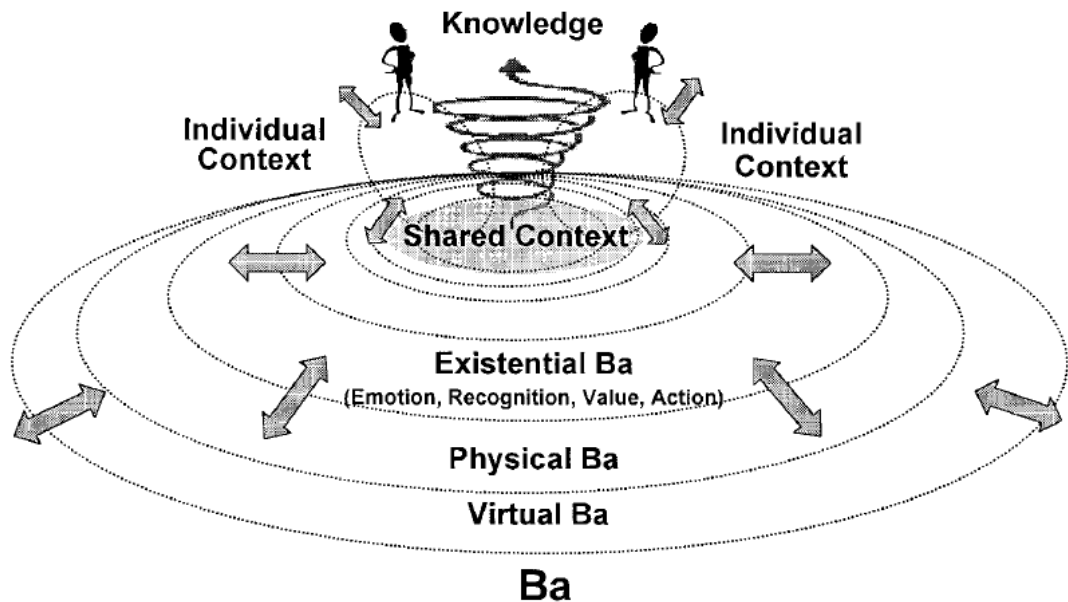 Knowledge
Individual
Context
Individual
Context
Shared Context
Existential Ba
(Emotion, Recognition, Value, Action)
Physical Ba
Virtual Ba
Ba